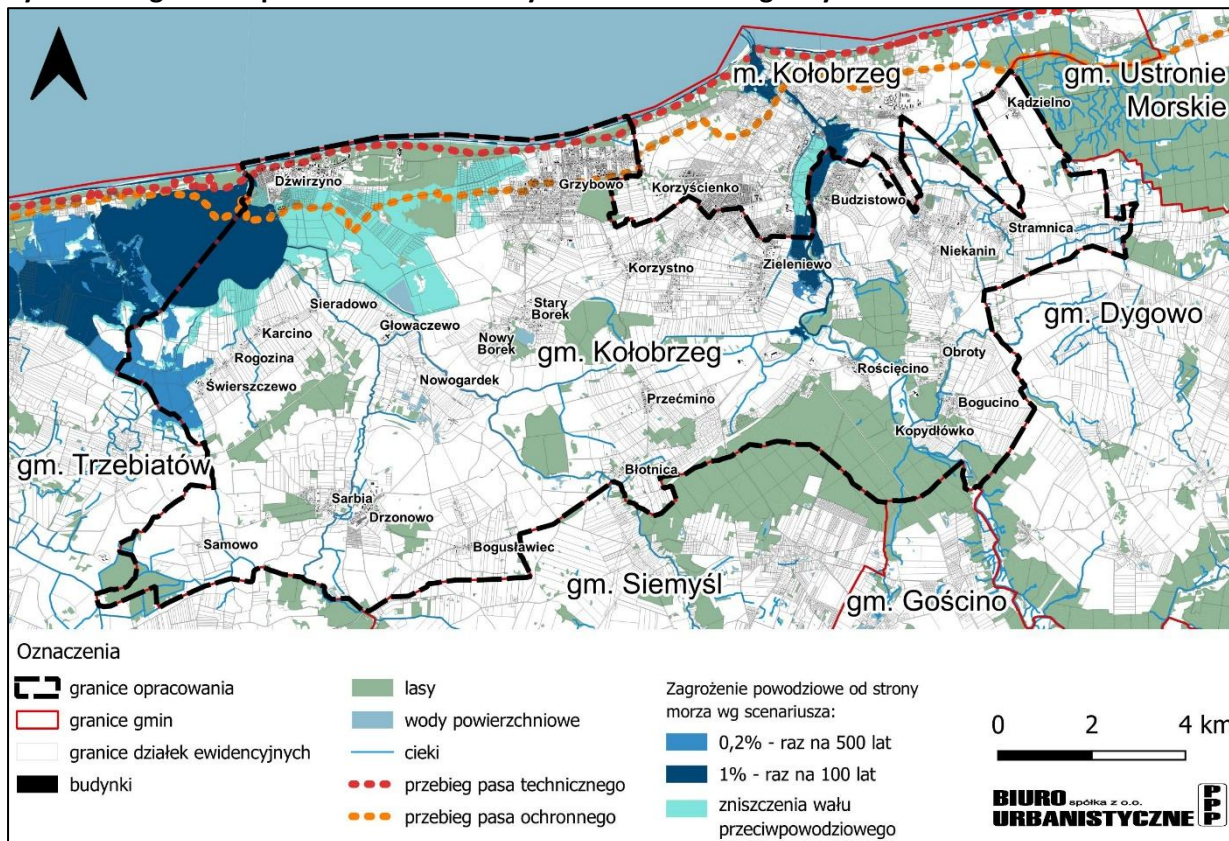 m. Kołobrzeg
gm. Ustronie
Morskie
Kądzielno
Dźwirzyno
Grzybowo
Korzyścienko
Budzistowo
Stramnica
Niekanin
Korzystno
Zieleniewo
Sieradowo
Stary
Borek
Głowaczewo
Karcino
Nowy
Borek
gm. Kołobrzeg
gm. Dygowo
Rogozina
Obroty
Świerszczewo
Nowogardek
Rościęcino
Przećmino
Bogucino
Kopydłówko
gm. Trzebiatów
Błotnica
Sarbia
Drzonowo
Samowo
Bogusławiec
gm. Siemyśl
gm. Gościno
Oznaczenia
granice opracowania
granice gmin
granice działek ewidencyjnych
budynki
lasy
wody powierzchniowe
cieki
przebieg pasa technicznego
przebieg pasa ochronnego
Zagrożenie powodziowe od strony
morza wg scenariusza:
0,2% - raz na 500 lat
1% - raz na 100 lat
zniszczenia wału
przeciwpowodziowego
0 2 4 km
BIURO spółka z o.o.
URBANISTYCZNE
PPP